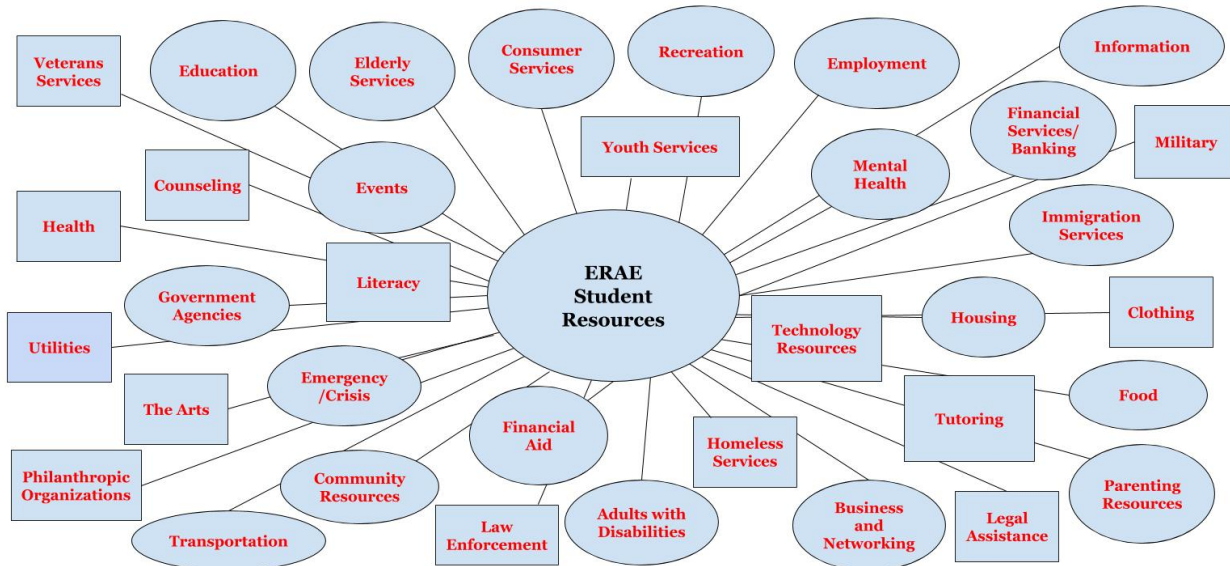 Veterans
Services
Education
Elderly
Services
Consumer
Services
Recreation
Employment
Information
Youth Services
Financial
Services/
Banking
Military
Counseling
Events
Mental
Health
Health
Immigration
Services
Literacy
ERAE
Student
Resources
Government
Agencies
Utilities
Technology
Resources
Housing
Clothing
The Arts
Emergency
/Crisis
Financial
Aid
Homeless
Services
Tutoring
Food
Philanthropic
Organizations
Community
Resources
Transportation
Law
Enforcement
Adults with
Disabilities
Business
and
Networking
Legal
Assistance
Parenting
Resources